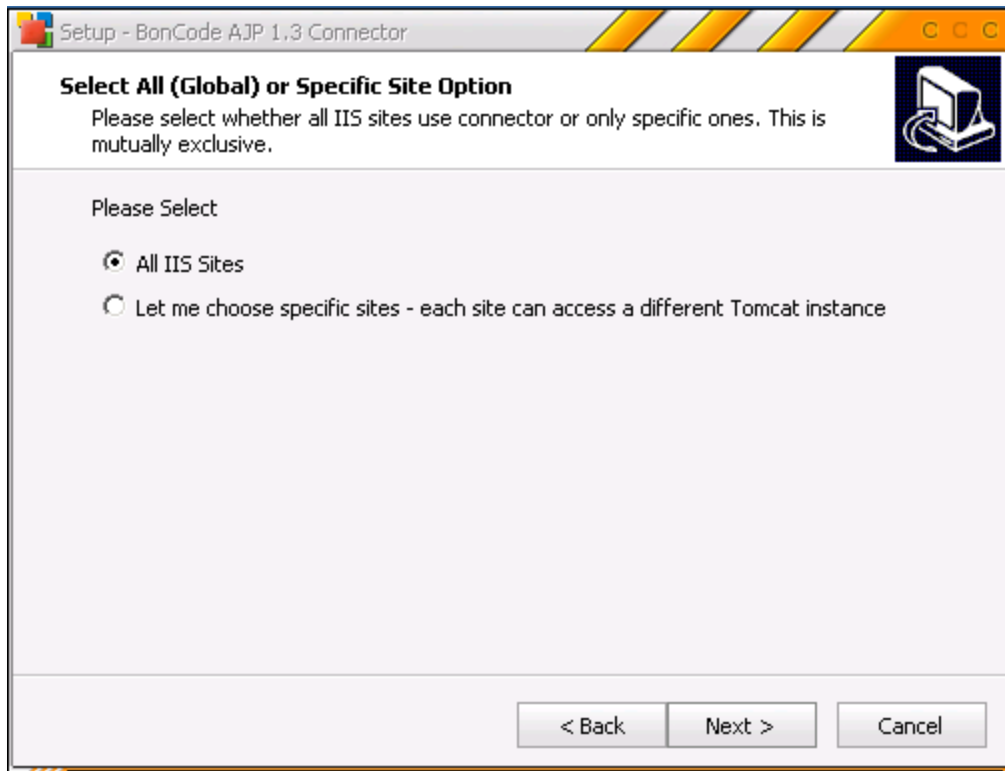 Setup - BonCode AJP 1.3 Connector
C C C
Select All (Global) or Specific Site Option
Please select whether all IIS sites use connector or only specific ones. This is
mutually exclusive.
Please Select
All IIS Sites
Let me choose specific sites - each site can access a different Tomcat instance
< Back
Next >
Cancel